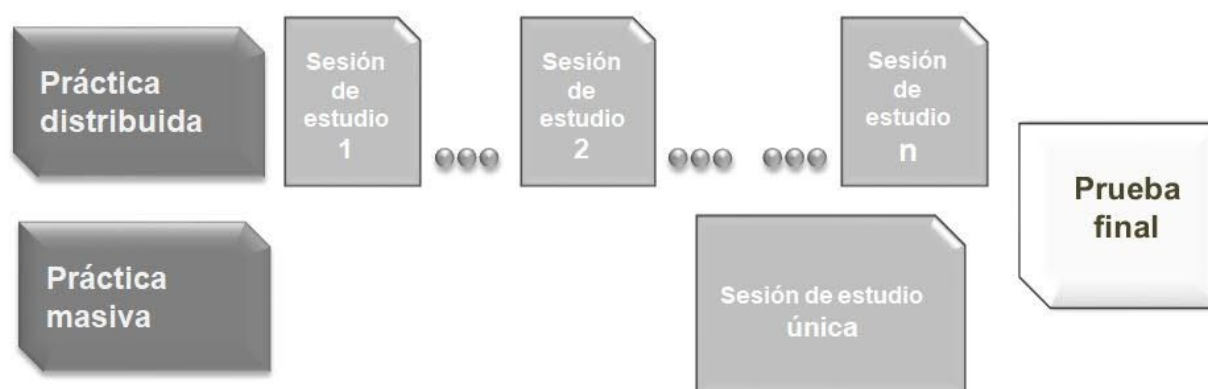 Práctica
distribuida
Sesión
de
estudio
1
Sesión
de
estudio
2
Sesión
de
estudio
n
Práctica
masiva
Sesión de estudio
única
Prueba
final